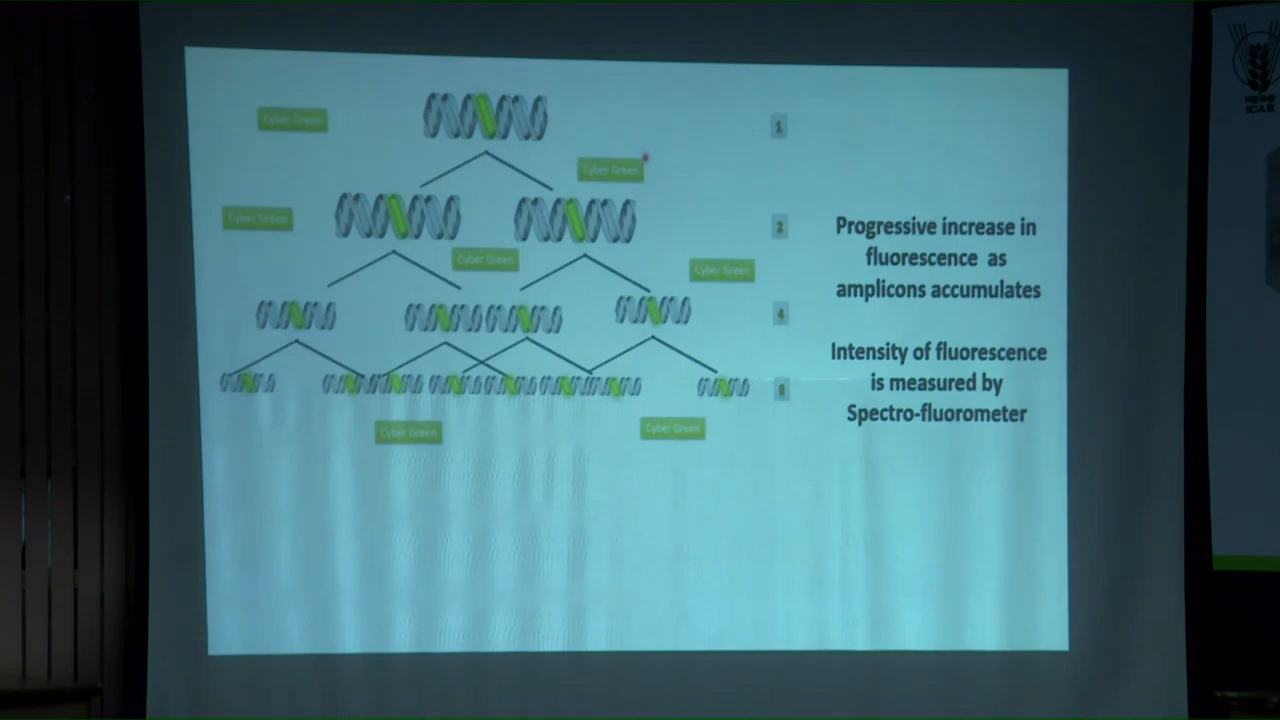 Cyber Green
1
Cyber Green
Cyber Green
2
Cyber Green
Cyber Green
4
8
Cyber Green
Cyber Green
Progressive increase in
fluorescence as
amplicons accumulates
Intensity of fluorescence
is measured by
Spectro-fluorometer
ICAR